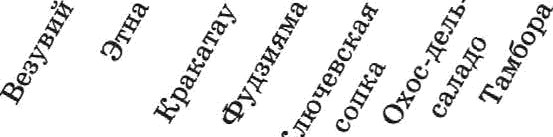 Везувий
Этна
Кракатау
Фудзияма
лючевская
сопка
Охос-дель-
саладо
Тамбора